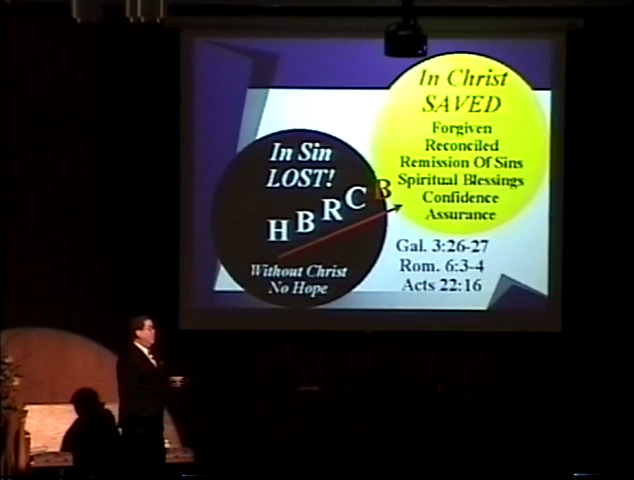 In Christ
SAVED
Forgiven
Reconciled
Remission Of Sins
Spiritual Blessings
Confidence
Assurance
In Sin
LOST!
H B R C B
Without Christ
No Hope
Gal. 3:26-27
Rom. 6:3-4
Acts 22:16